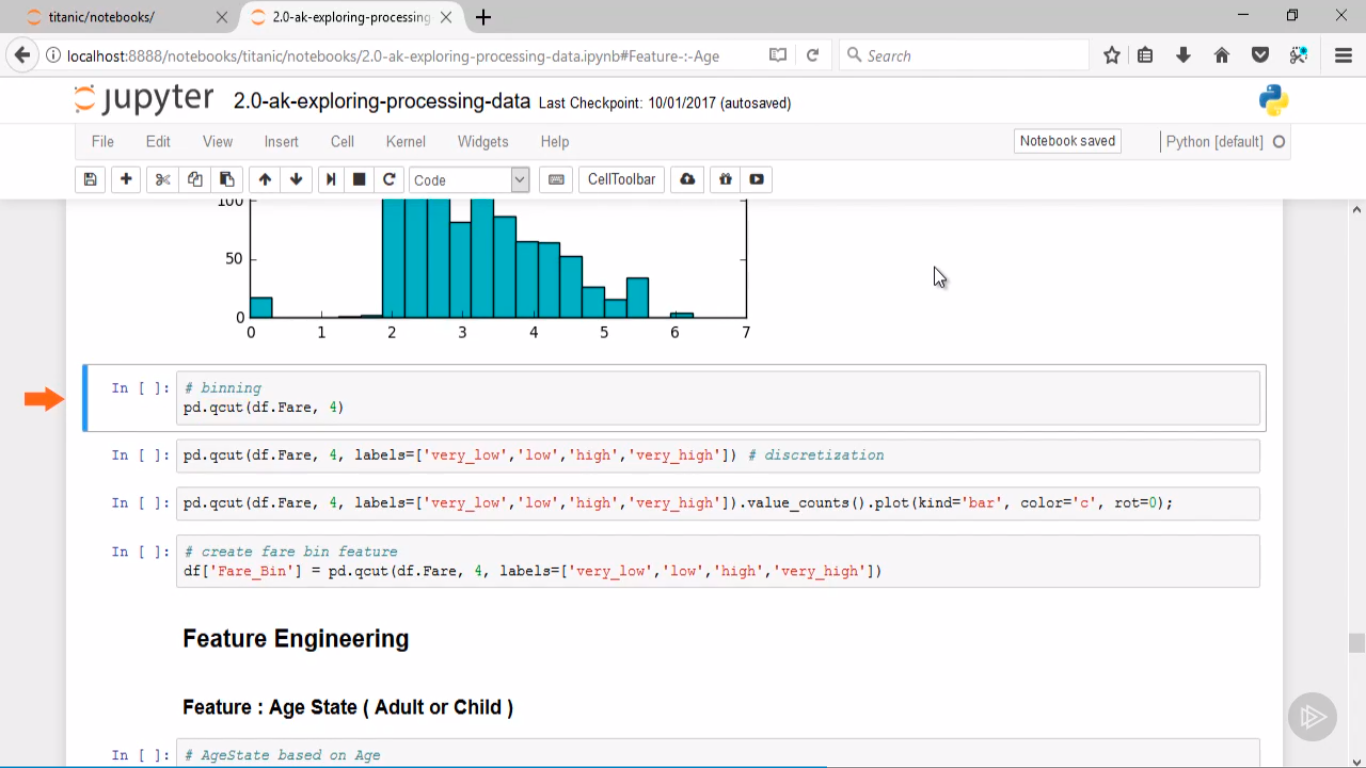 titanic/notebooks/
2.0-ak-exploring-processing
localhost:8888/notebooks/titanic/notebooks/2.0-ak-exploring-processing-data.ipynb#Feature-:-Age
Search
jupyter 2.0-ak-exploring-processing-data Last Checkpoint: 10/01/2017 (autosaved)
File Edit View Insert Cell Kernel Widgets Help Notebook saved Python [default]
Code CellToolbar
100
50
0
0 1 2 3 4 5 6 7
In [ ]: # binning
pd.qcut(df.Fare, 4)
In [ ]: pd.qcut(df.Fare, 4, labels=['very_low','low','high','very_high']) # discretization
In [ ]: pd.qcut(df.Fare, 4, labels=['very_low','low','high','very_high']).value_counts().plot(kind='bar', color='c', rot=0);
In [ ]: # create fare bin feature
df['Fare_Bin'] = pd.qcut(df.Fare, 4, labels=['very_low','low','high','very_high'])
Feature Engineering
Feature : Age State ( Adult or Child )
In [ ]: # AgeState based on Age